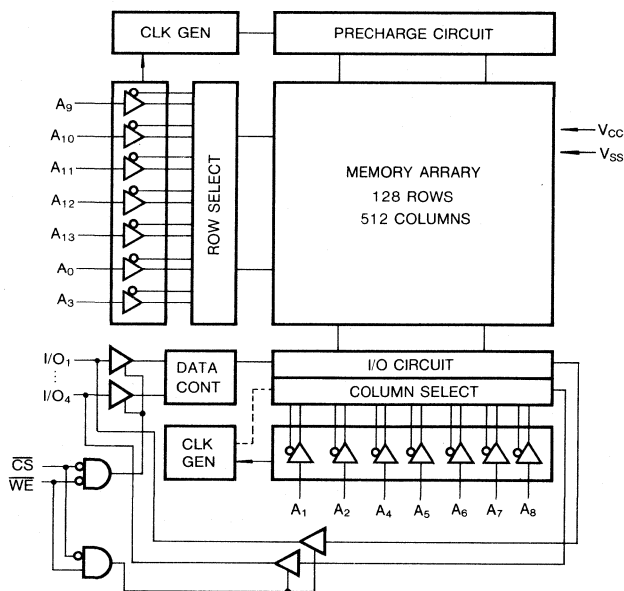 CLK GEN
PRECHARGE CIRCUIT
A9
A10
A11
A12
A13
A0
A3
ROW SELECT
MEMORY ARRARY
128 ROWS
512 COLUMNS
VCC
VSS
I/O1
I/O4
DATA
CONT
I/O CIRCUIT
COLUMN SELECT
CLK
GEN
A1 A2 A4 A5 A6 A7 A8
CS
WE